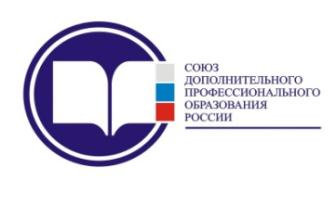 СОЮЗ
ДОПОЛНИТЕЛЬНОГО
ПРОФЕССИОНАЛЬНОГО
ОБРАЗОВАНИЯ
РОССИИ